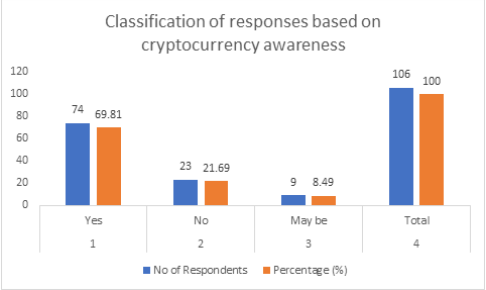 Classification of responses based on
cryptocurrency awareness
120
100
80
60
40
20
0
74 69.81
23 21.69
9 8.49
106 100
Yes No May be Total
1 2 3 4
No of Respondents Percentage (%)